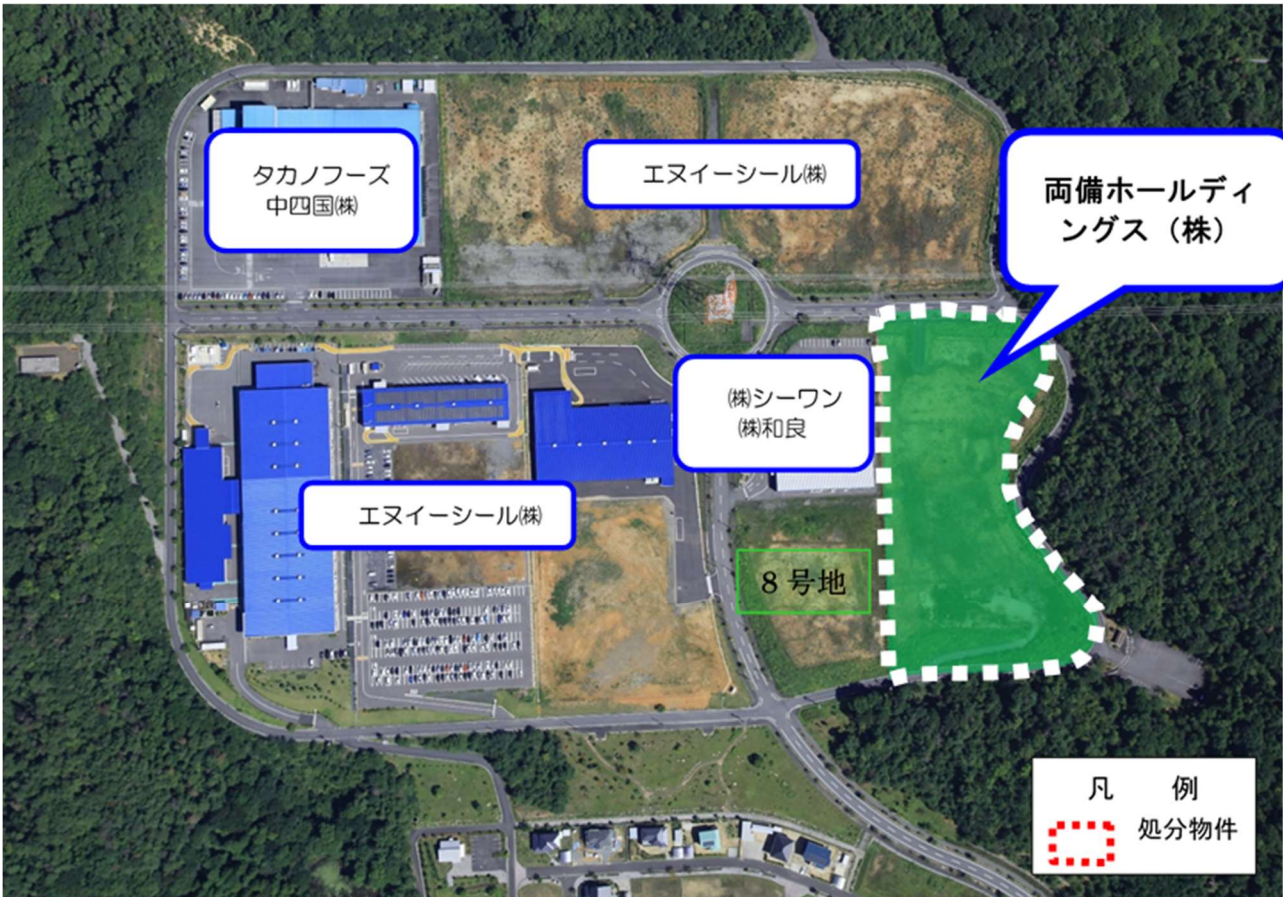 タカノフーズ
中四国㈱
エヌイーシール㈱
両備ホールディ
ングス（株）
㈱シーワン
㈱和良
エヌイーシール㈱
8号地
凡　例
処分物件